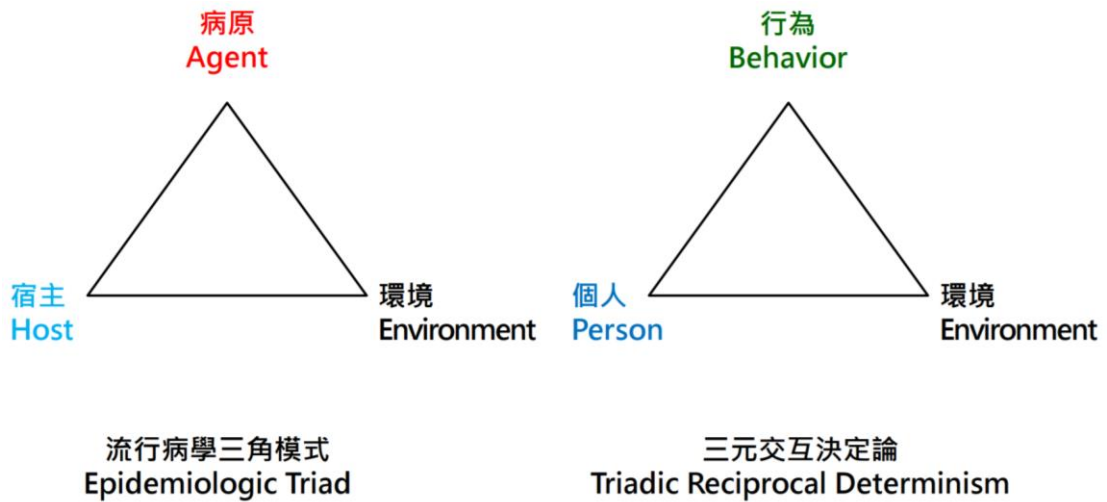 病原
Agent
宿主
Host
環境
Environment
流行病學三角模式
Epidemiologic Triad
行為
Behavior
個人
Person
環境
Environment
三元交互決定論
Triadic Reciprocal Determinism